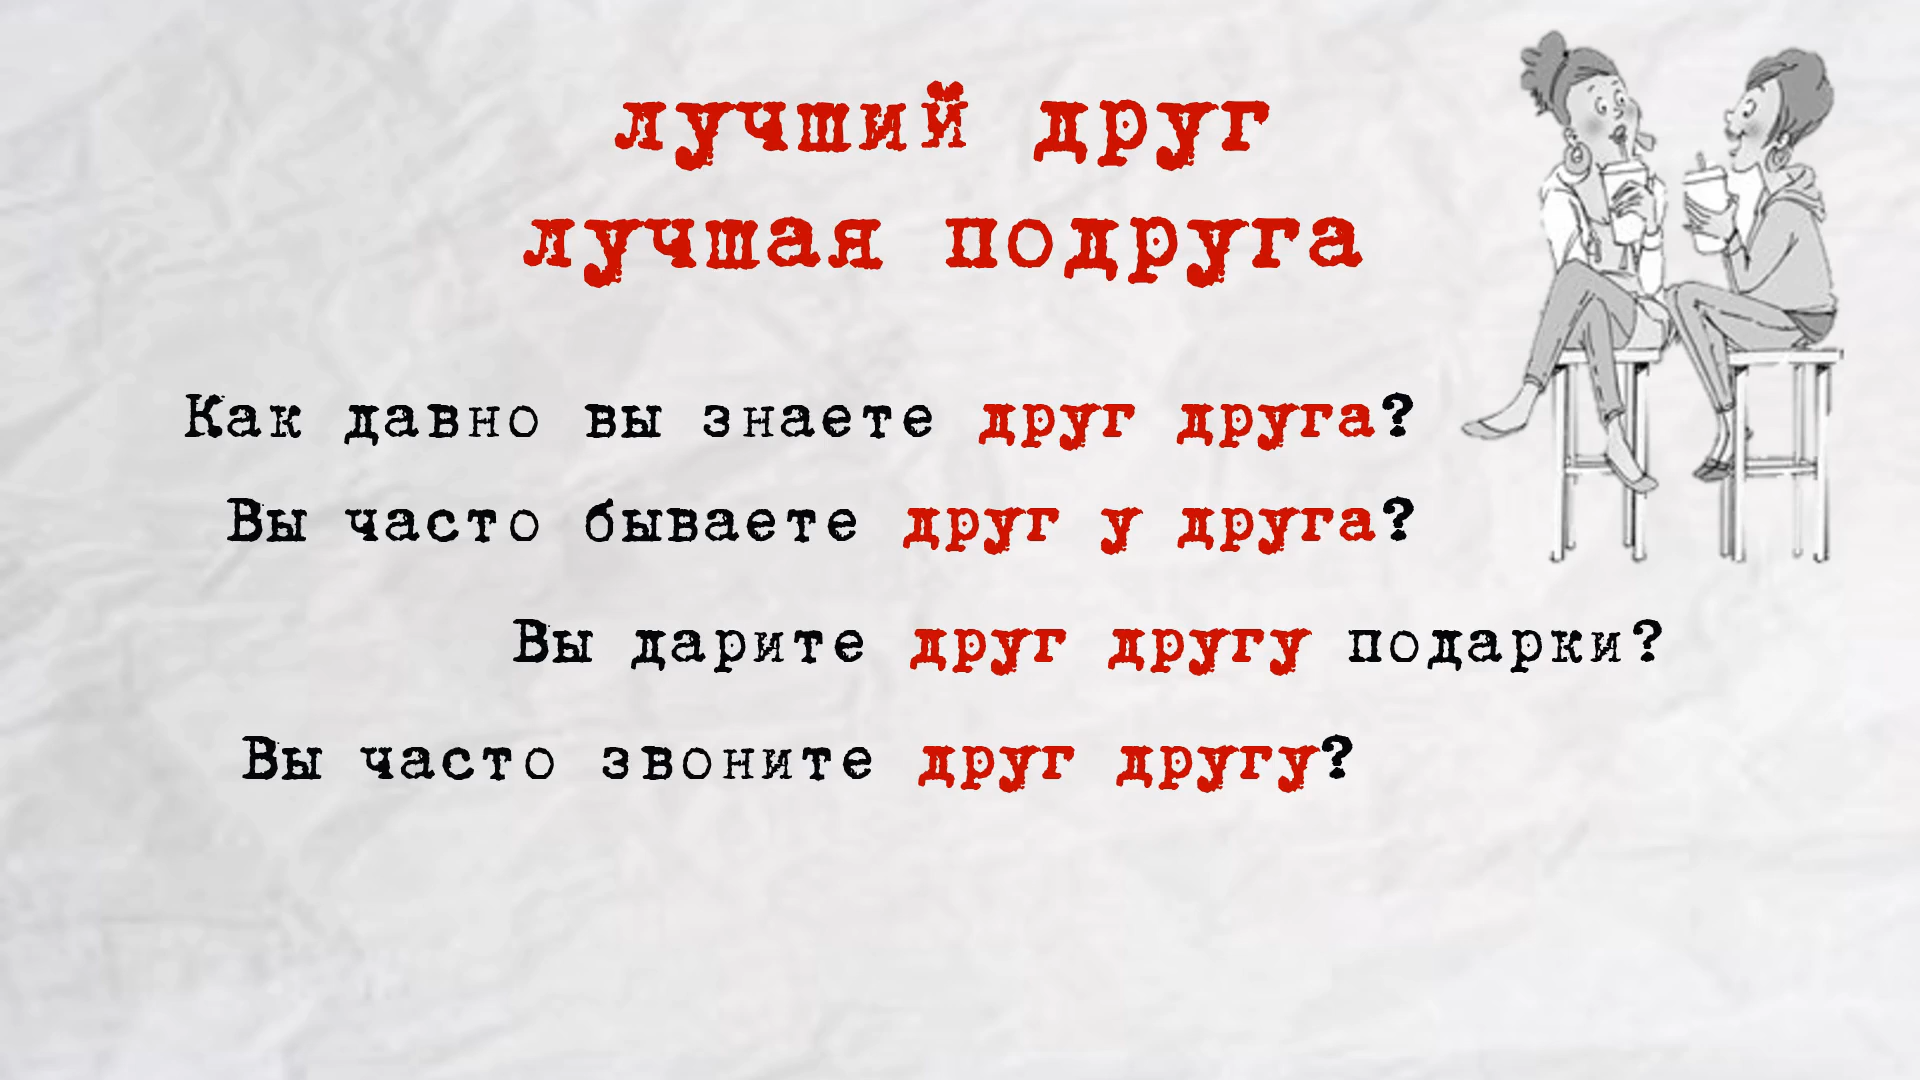 лучший друг
лучшая подруга
Как давно вы знаете друг друга?
Вы часто бываете друг у друга?
Вы дарите друг другу подарки?
Вы часто звоните друг другу?